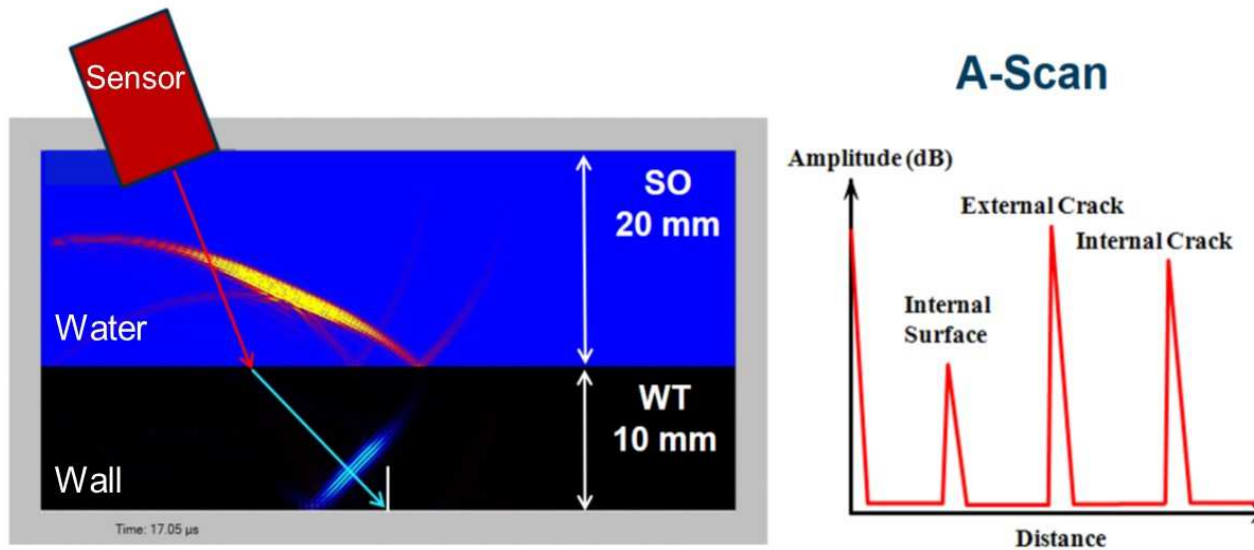 Sensor
SO
20 mm
Water
WT
10 mm
Wall
Time: 17.05 µs
A-Scan
Amplitude (dB)
External Crack
Internal Crack
Internal
Surface
Distance